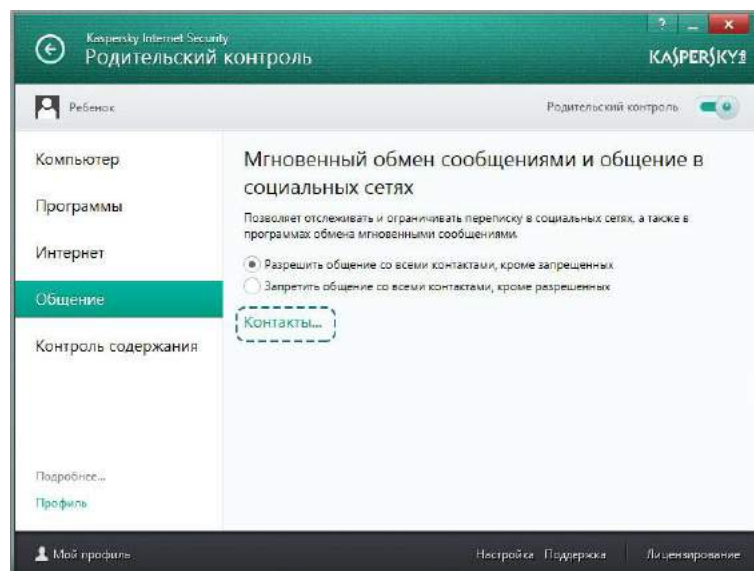 Kaspersky Internet Security
Родительский контроль
KASPERSKY
Ребенок
Родительский контроль
Компьютер
Программы
Интернет
Общение
Контроль содержания
Подробнее...
Профиль
Мгновенный обмен сообщениями и общение в
социальных сетях
Позволяет отслеживать и ограничивать переписку в социальных сетях, а также в
программах обмена мгновенными сообщениями.
Разрешить общение со всеми контактами, кроме запрещенных
Запретить общение со всеми контактами, кроме разрешенных
Контакты...
Мой профиль
Настройка Поддержка Лицензирование